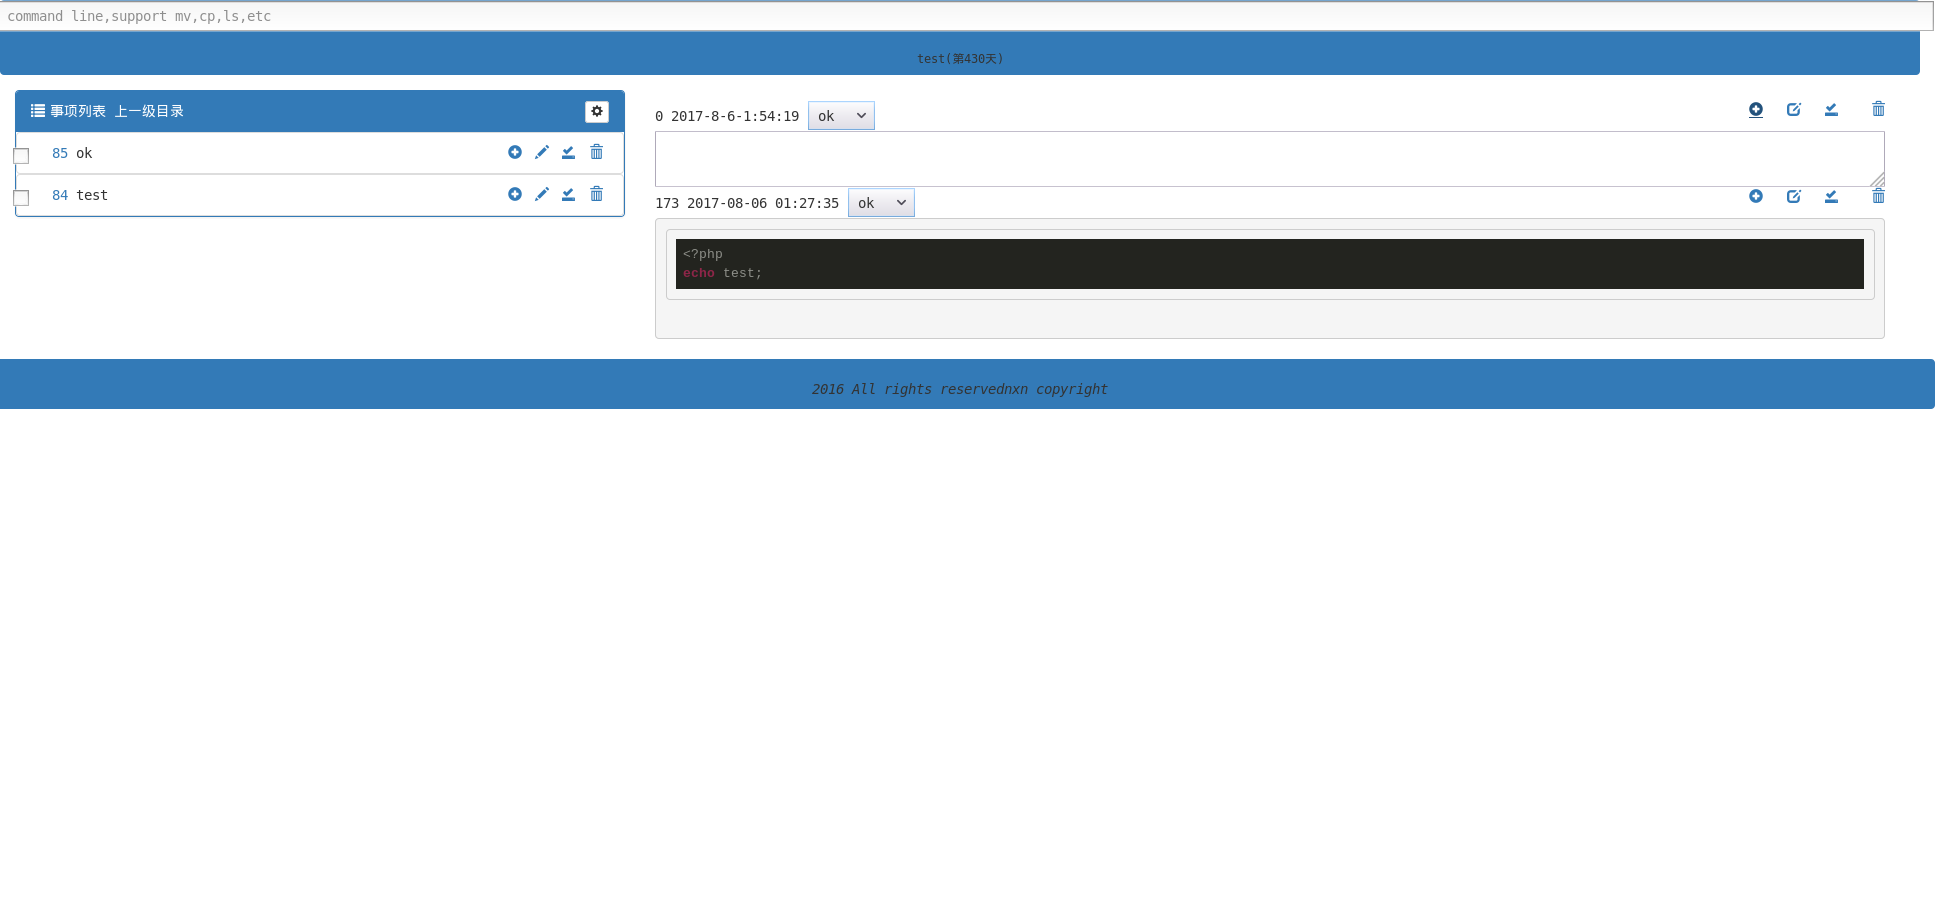 command line,support mv,cp,ls,etc
test(第430天)
事项列表 上一级目录
85 ok
84 test
0 2017-8-6-1:54:19 ok
173 2017-08-06 01:27:35 ok
<?php
echo test;
2016 All rights reservednxn copyright